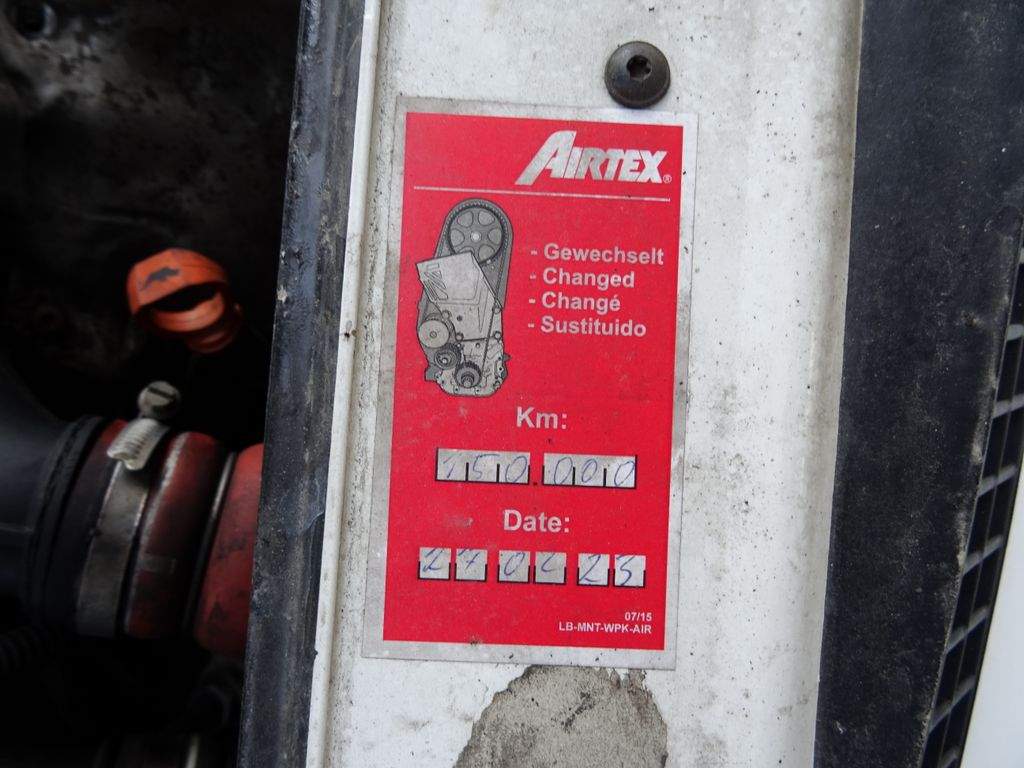 AIRTEX®
- Gewechselt
- Changed
- Changé
- Sustituido
Km:
150.000
Date:
07/15
LB-MNT-WPK-AIR